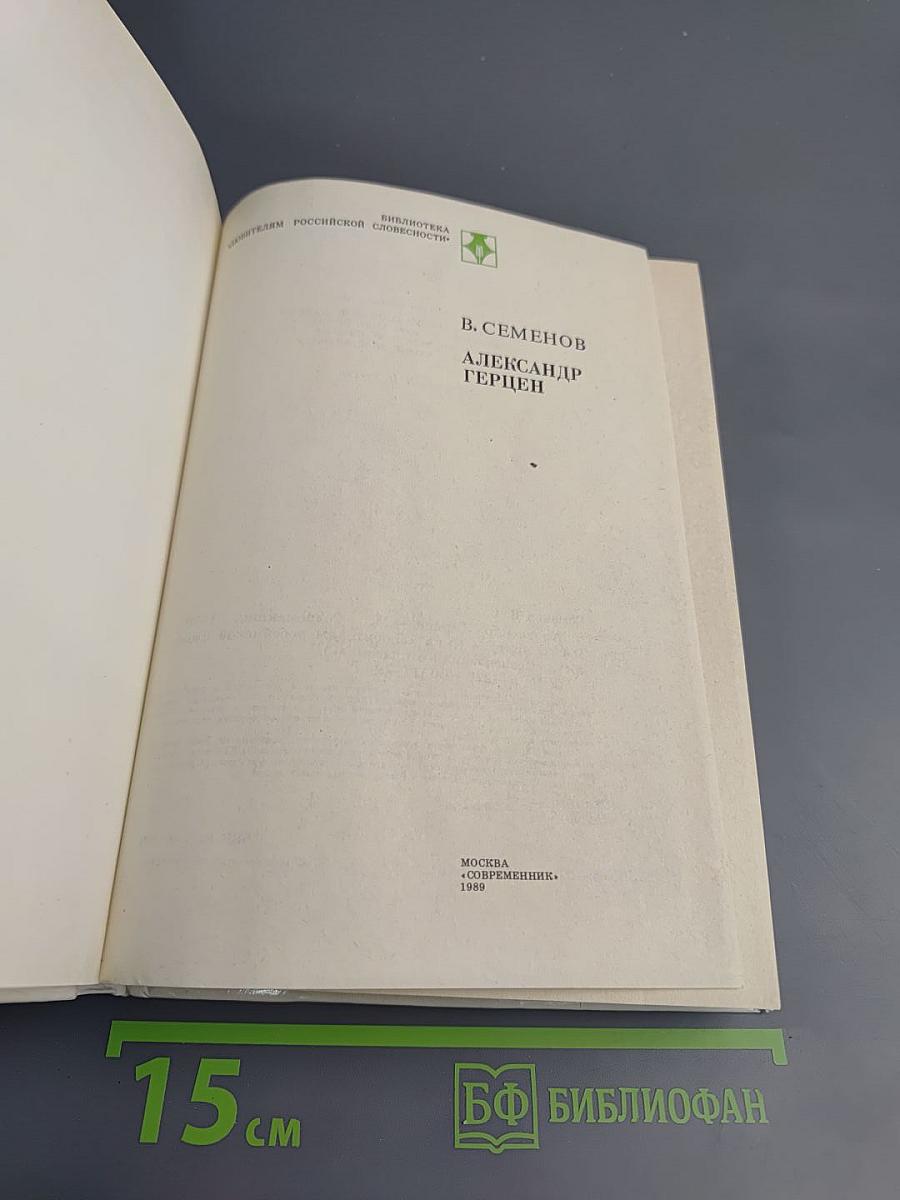 БИБЛИОТЕКА
«ЛЮБИТЕЛЯМ РОССИЙСКОЙ СЛОВЕСНОСТИ»
В. СЕМЕНОВ
АЛЕКСАНДР
ГЕРЦЕН
МОСКВА
«СОВРЕМЕННИК»
1989
15 см
БФ БИБЛИОФАН